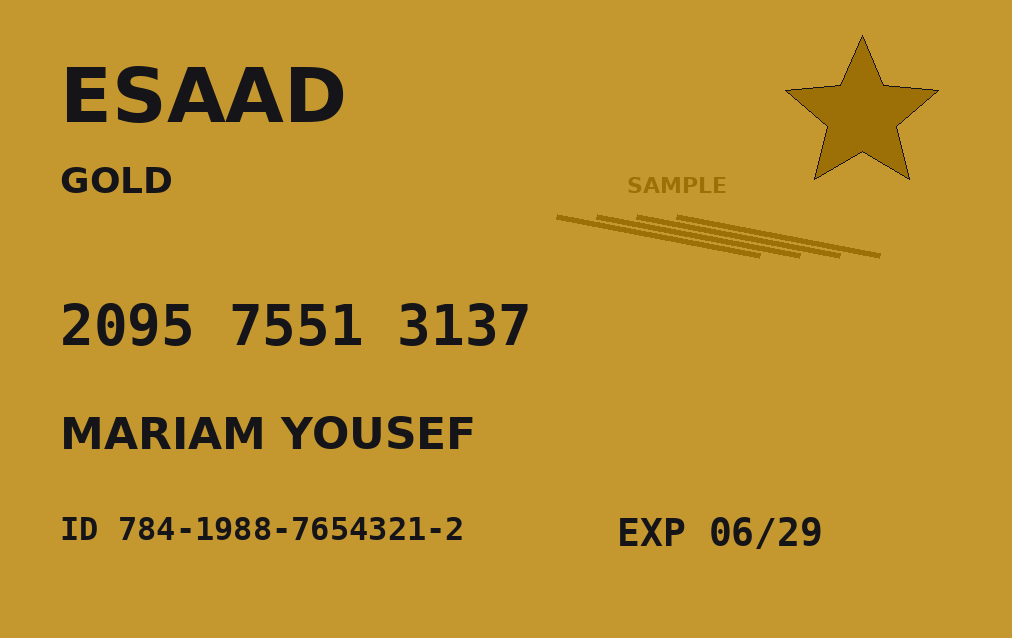 ESAAD
GOLD
SAMPLE
2095 7551 3137
MARIAM YOUSEF
ID 784-1988-7654321-2
EXP 06/29